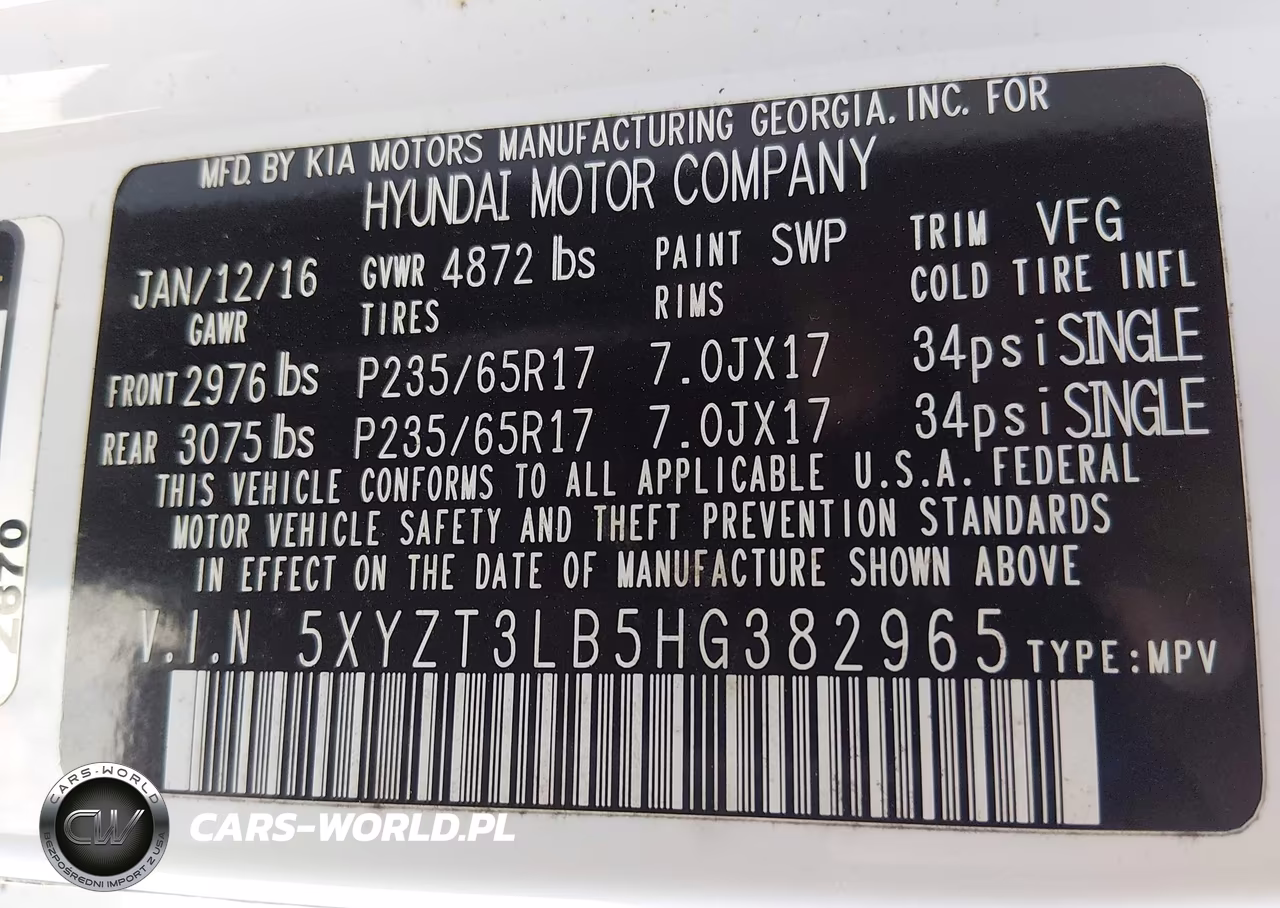 MFD. BY KIA MOTORS MANUFACTURING GEORGIA, INC. FOR
HYUNDAI MOTOR COMPANY
JAN/12/16 GVWR 4872 lbs PAINT SWP TRIM VFG
GAWR TIRES RIMS COLD TIRE INFL
FRONT 2976 lbs P235/65R17 7.0JX17 34psi SINGLE
REAR 3075 lbs P235/65R17 7.0JX17 34psi SINGLE
THIS VEHICLE CONFORMS TO ALL APPLICABLE U.S.A. FEDERAL
MOTOR VEHICLE SAFETY AND THEFT PREVENTION STANDARDS
IN EFFECT ON THE DATE OF MANUFACTURE SHOWN ABOVE
V.I.N 5XYZT3LB5HG382965 TYPE:MPV
CARS-WORLD
CW
BEZPOŚREDNI IMPORT Z USA
CARS-WORLD.PL